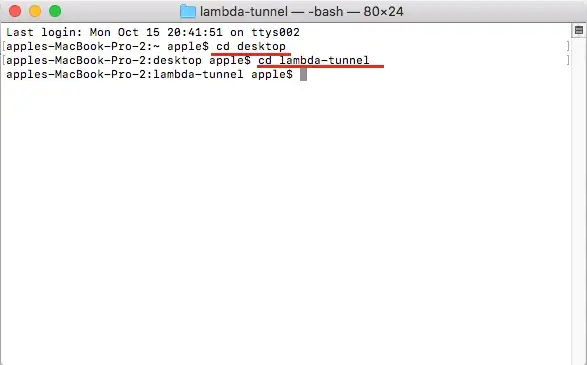 lambda-tunnel — -bash — 80×24
Last login: Mon Oct 15 20:41:51 on ttys002
[apples-MacBook-Pro-2:~ apple$ cd desktop ]
[apples-MacBook-Pro-2:desktop apple$ cd lambda-tunnel ]
apples-MacBook-Pro-2:lambda-tunnel apple$